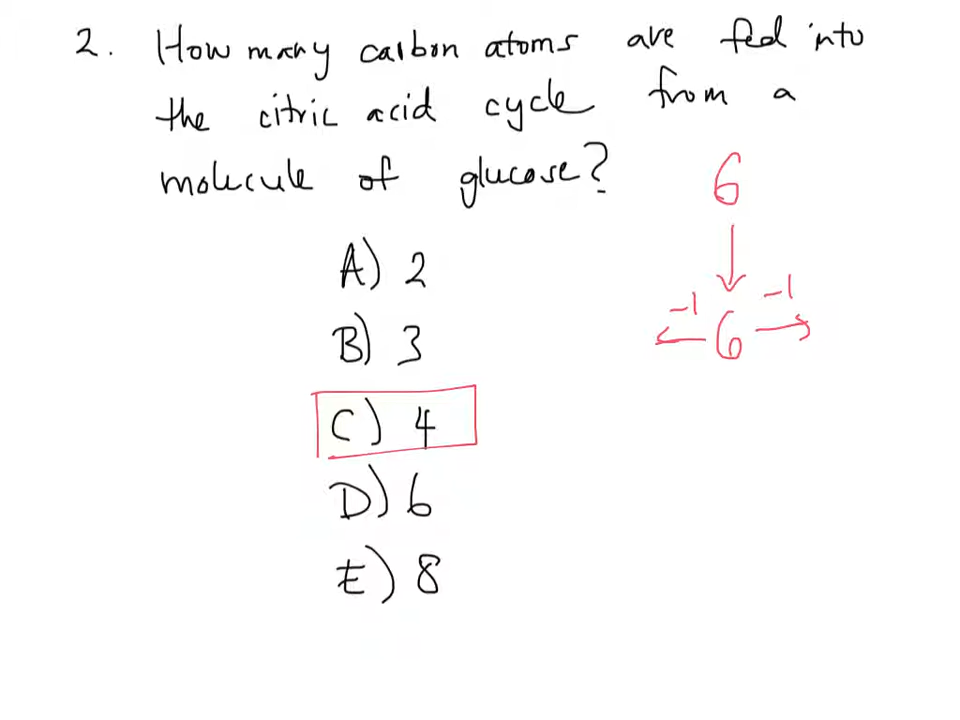 2. How many carbon atoms are fed into
the citric acid cycle from a
molecule of glucose?
6
A) 2
-1 -1
6
B) 3
C) 4
D) 6
E) 8